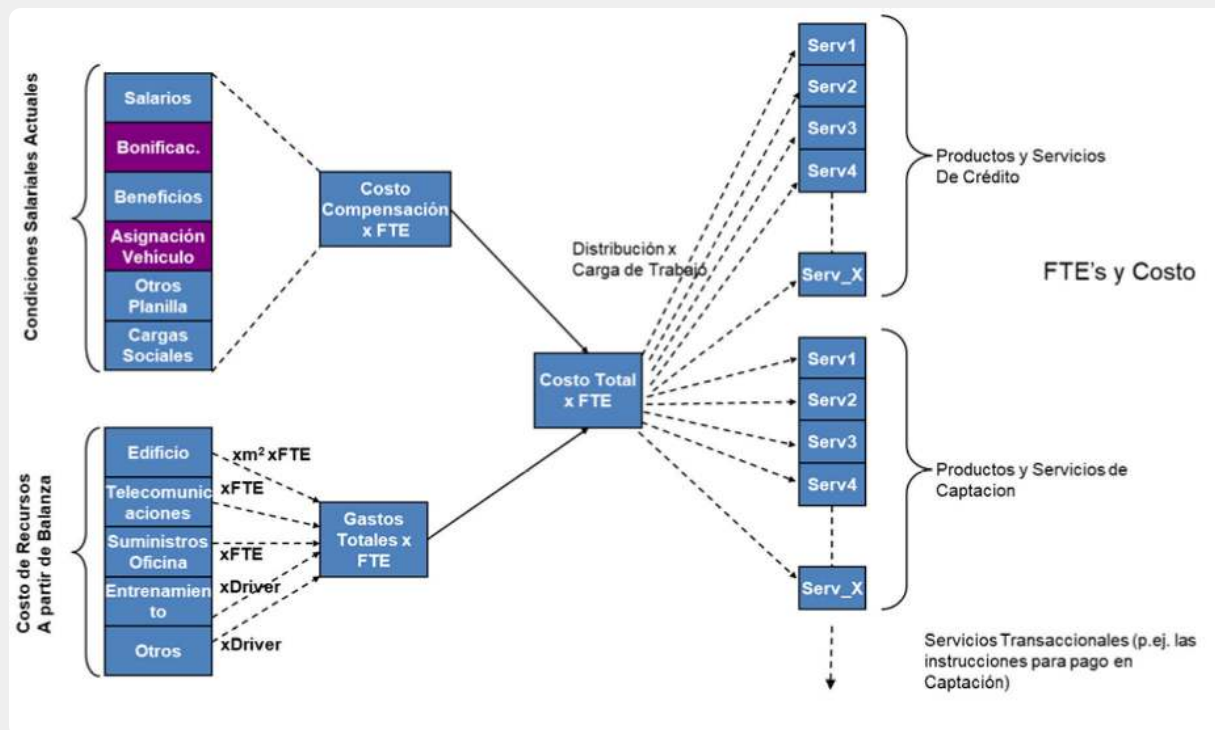 Condiciones Salariales Actuales
Salarios
Bonificac.
Beneficios
Asignación
Vehiculo
Otros
Planilla
Cargas
Sociales
Costo
Compensación
x FTE
Costo de Recursos
A partir de Balanza
Edificio
Telecomunic
aciones
Suministros
Oficina
Entrenamien
to
Otros
xm² xFTE
xFTE
xFTE
xDriver
xDriver
Gastos
Totales x
FTE
Costo Total
x FTE
Distribución x
Carga de Trabajo
Serv1
Serv2
Serv3
Serv4
Serv_X
Productos y Servicios
De Crédito
FTE's y Costo
Serv1
Serv2
Serv3
Serv4
Serv_X
Productos y Servicios de
Captacion
Servicios Transaccionales (p.ej. las
instrucciones para pago en
Captación)